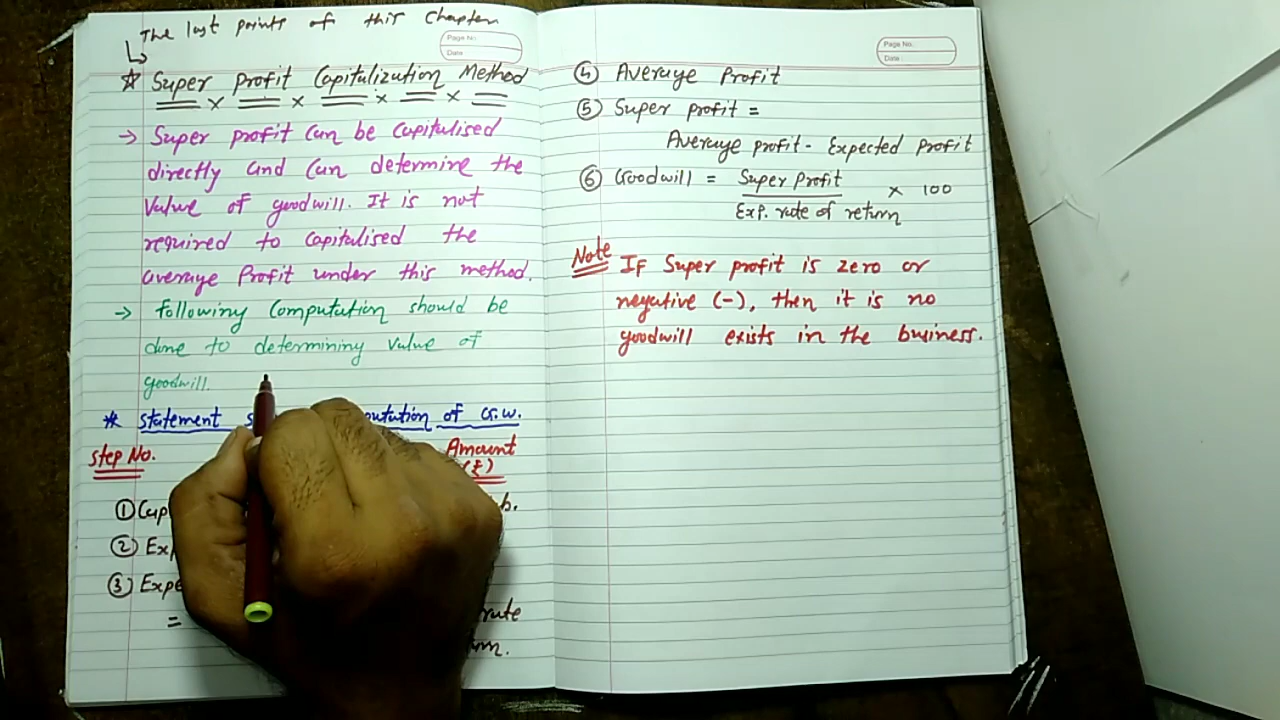 The last points of this Chapter
Page No.
Date
☆ Super profit Capitalization Method
→ Super profit Can be Capitalised
directly and Can determine the
Value of goodwill. It is not
required to Capitalised the
average Profit under this method.
→ following Computation should be
done to determining value of
goodwill.
* Statement of G.W.
Step No.
Amount
(₹)
①
② 
③
=
④ Average Profit
⑤ Super profit =
Average profit - Expected profit
⑥ Goodwill = Super Profit × 100
Exp. rate of return
Page No.
Date
Note If Super profit is zero or
negative (-), then it is no
goodwill exists in the business.